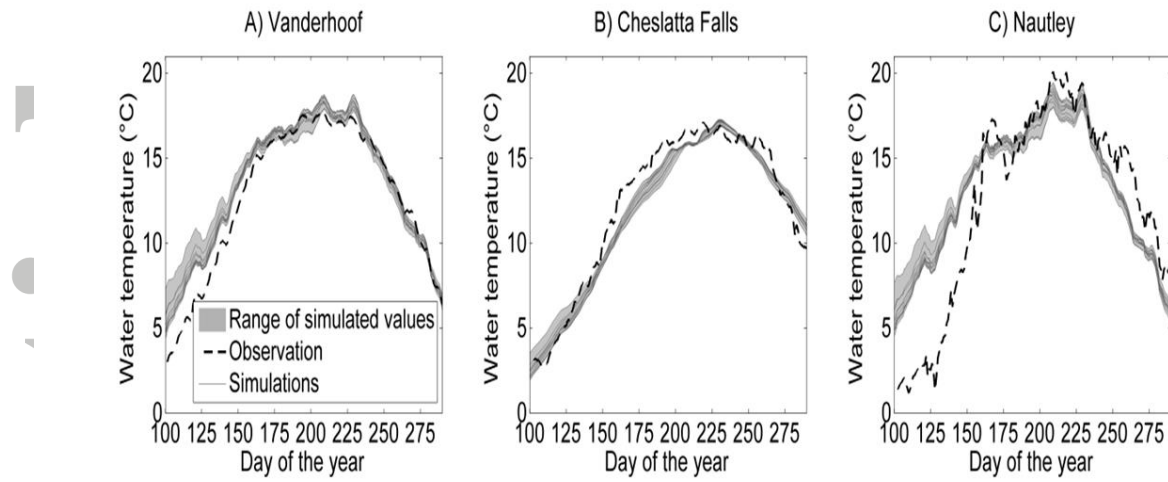 A) Vanderhoof
B) Cheslatta Falls
C) Nautley
Water temperature (°C)
20
15
10
5
0
Range of simulated values
Observation
Simulations
100 125 150 175 200 225 250 275
Day of the year
Water temperature (°C)
20
15
10
5
0
100 125 150 175 200 225 250 275
Day of the year
Water temperature (°C)
20
15
10
5
0
100 125 150 175 200 225 250 275
Day of the year